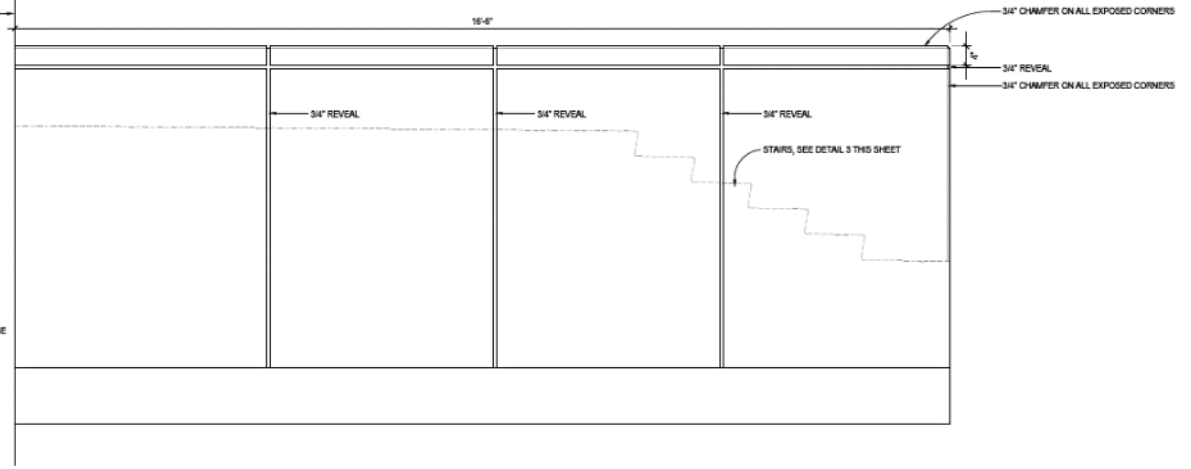 3/4" CHAMFER ON ALL EXPOSED CORNERS
16'-6"
4"
3/4" REVEAL
3/4" CHAMFER ON ALL EXPOSED CORNERS
3/4" REVEAL
3/4" REVEAL
3/4" REVEAL
STAIRS, SEE DETAIL 3 THIS SHEET
E